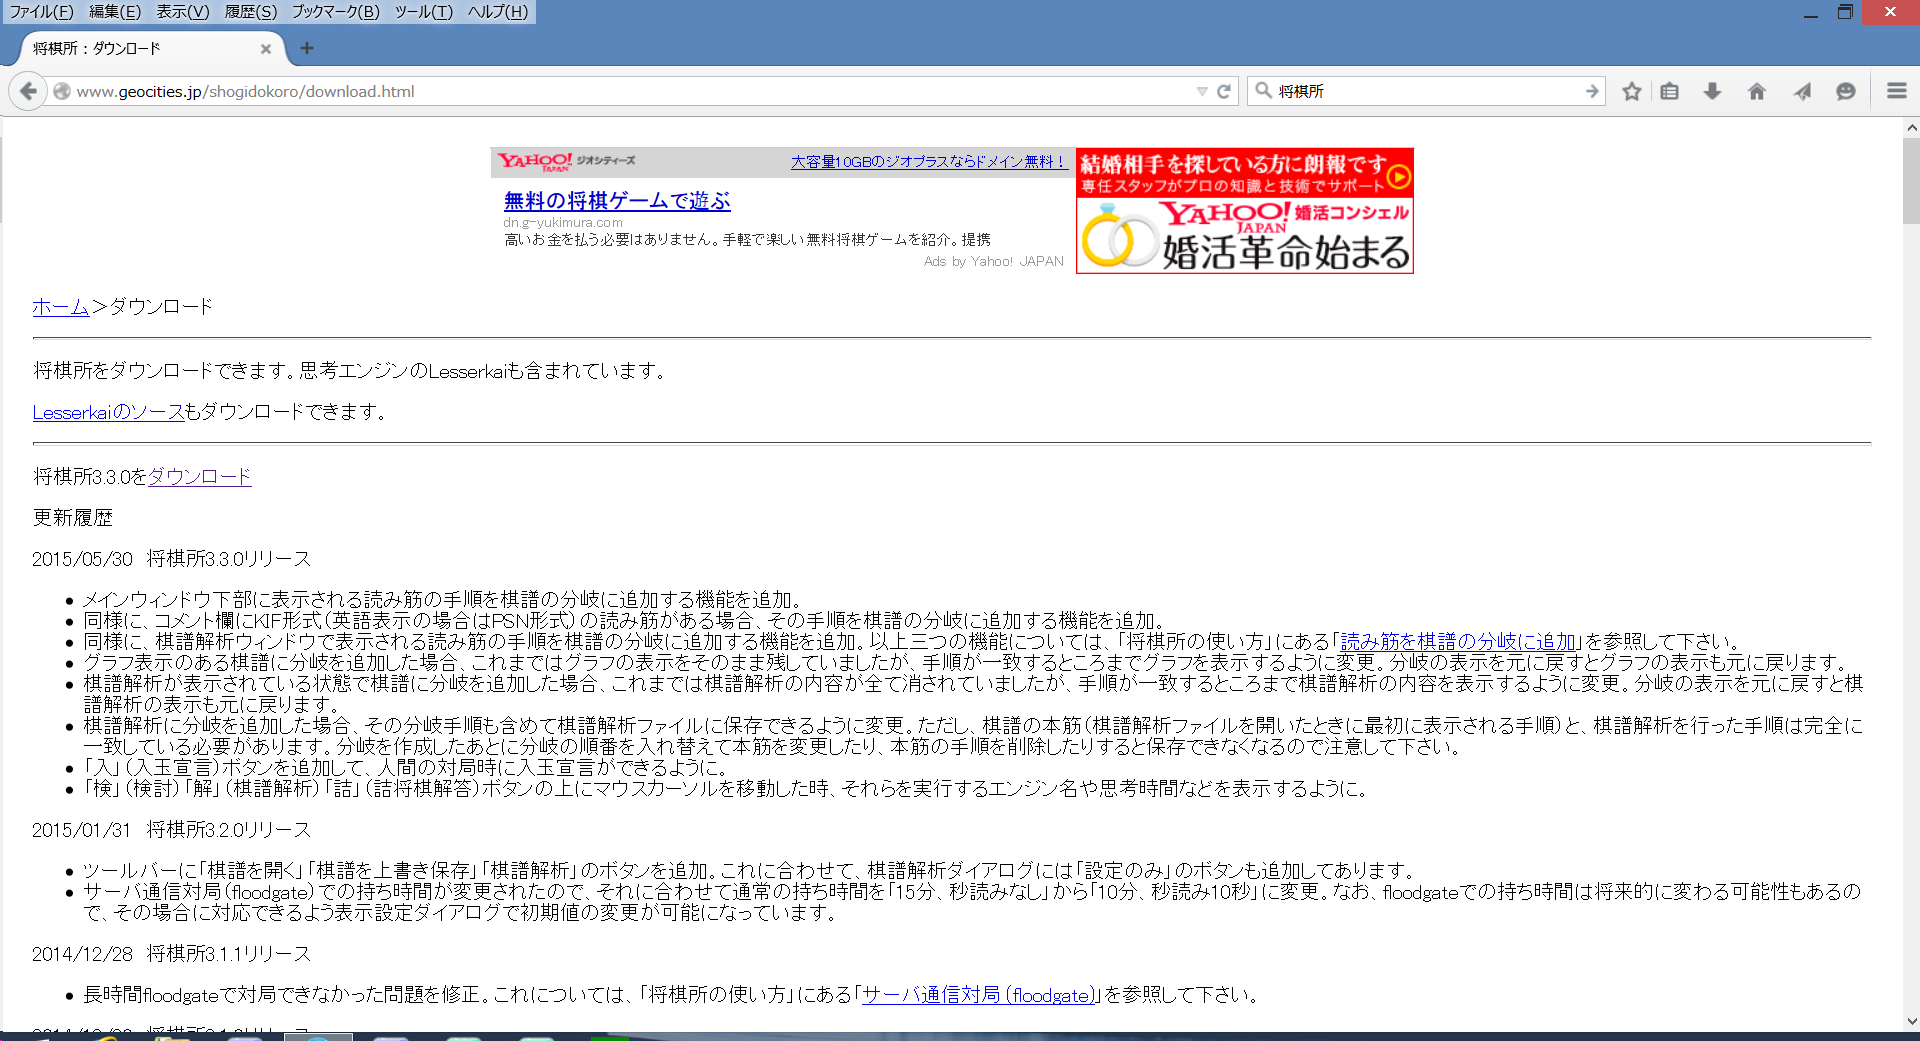 ファイル(F) 編集(E) 表示(V) 履歴(S) ブックマーク(B) ツール(T) ヘルプ(H)
将棋所：ダウンロード
www.geocities.jp/shogidokoro/download.html
将棋所
YAHOO! JAPAN ジオシティーズ
大容量10GBのジオプラスならドメイン無料！
無料の将棋ゲームで遊ぶ
dn.g-yukimura.com
高いお金を払う必要はありません。手軽で楽しい無料将棋ゲームを紹介。提携
Ads by Yahoo! JAPAN
結婚相手を探している方に朗報です
専任スタッフがプロの知識と技術でサポート
YAHOO! JAPAN 婚活コンシェル
婚活革命始まる
ホーム＞ダウンロード
将棋所をダウンロードできます。思考エンジンのLesserkaiも含まれています。
Lesserkaiのソースもダウンロードできます。
将棋所3.3.0をダウンロード
更新履歴
2015/05/30　将棋所3.3.0リリース
• メインウィンドウ下部に表示される読み筋の手順を棋譜の分岐に追加する機能を追加。
• 同様に、コメント欄にKIF形式（英語表示の場合はPSN形式）の読み筋がある場合、その手順を棋譜の分岐に追加する機能を追加。
• 同様に、棋譜解析ウィンドウで表示される読み筋の手順を棋譜の分岐に追加する機能を追加。以上三つの機能については、「将棋所の使い方」にある「読み筋を棋譜の分岐に追加」を参照して下さい。
• グラフ表示のある棋譜に分岐を追加した場合、これまではグラフの表示をそのまま残していましたが、手順が一致するところまでグラフを表示するように変更。分岐の表示を元に戻すとグラフの表示も元に戻ります。
• 棋譜解析が表示されている状態で棋譜に分岐を追加した場合、これまでは棋譜解析の内容が全て消されていましたが、手順が一致するところまで棋譜解析の内容を表示するように変更。分岐の表示を元に戻すと棋
譜解析の表示も元に戻ります。
• 棋譜解析に分岐を追加した場合、その分岐手順も含めて棋譜解析ファイルに保存できるように変更。ただし、棋譜の本筋（棋譜解析ファイルを開いたときに最初に表示される手順）と、棋譜解析を行った手順は完全に
一致している必要があります。分岐を作成したあとに分岐の順番を入れ替えて本筋を変更したり、本筋の手順を削除したりすると保存できなくなるので注意して下さい。
• 「入」（入玉宣言）ボタンを追加して、人間の対局時に入玉宣言ができるように。
• 「検」（検討）「解」（棋譜解析）「詰」（詰将棋解答）ボタンの上にマウスカーソルを移動した時、それらを実行するエンジン名や思考時間などを表示するように。
2015/01/31　将棋所3.2.0リリース
• ツールバーに「棋譜を開く」「棋譜を上書き保存」「棋譜解析」のボタンを追加。これに合わせて、棋譜解析ダイアログには「設定のみ」のボタンも追加してあります。
• サーバ通信対局（floodgate）での持ち時間が変更されたので、それに合わせて通常の持ち時間を「15分、秒読みなし」から「10分、秒読み10秒」に変更。なお、floodgateでの持ち時間は将来的に変わる可能性もあるの
で、その場合に対応できるよう表示設定ダイアログで初期値の変更が可能になっています。
2014/12/28　将棋所3.1.1リリース
• 長時間floodgateで対局できなかった問題を修正。これについては、「将棋所の使い方」にある「サーバ通信対局（floodgate）」を参照して下さい。